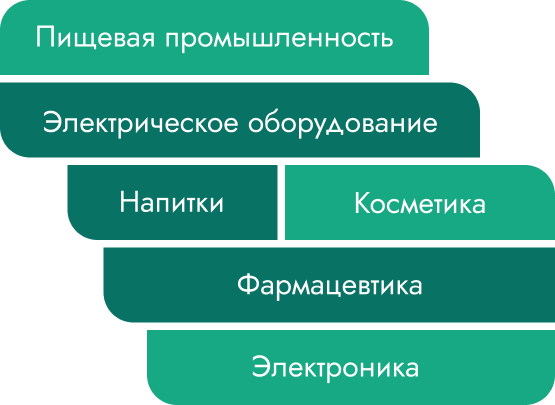 Пищевая промышленность
Электрическое оборудование
Напитки
Косметика
Фармацевтика
Электроника